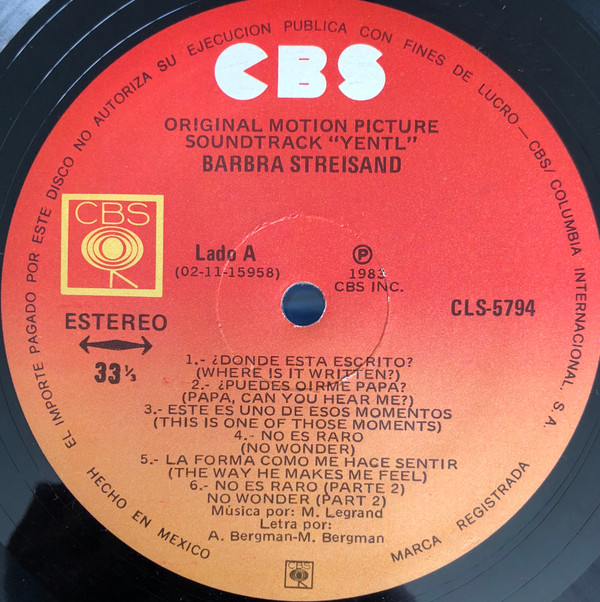 EL IMPORTE PAGADO POR ESTE DISCO NO AUTORIZA SU EJECUCION PUBLICA CON FINES DE LUCRO — CBS/COLUMBIA INTERNACIONAL, S.A.
CBS
ORIGINAL MOTION PICTURE
SOUNDTRACK "YENTL"
BARBRA STREISAND
CBS
Lado A
(02-11-15958)
℗
1983
CBS INC.
CLS-5794
ESTEREO
33 ⅓
1.- ¿DONDE ESTA ESCRITO?
(WHERE IS IT WRITTEN?)
2.- ¿PUEDES OIRME PAPA?
(PAPA, CAN YOU HEAR ME?)
3.- ESTE ES UNO DE ESOS MOMENTOS
(THIS IS ONE OF THOSE MOMENTS)
4.- NO ES RARO
(NO WONDER)
5.- LA FORMA COMO ME HACE SENTIR
(THE WAY HE MAKES ME FEEL)
6.- NO ES RARO (PARTE 2)
NO WONDER (PART 2)
Música por: M. Legrand
Letra por:
A. Bergman-M. Bergman
HECHO EN MEXICO
MARCA REGISTRADA
CBS